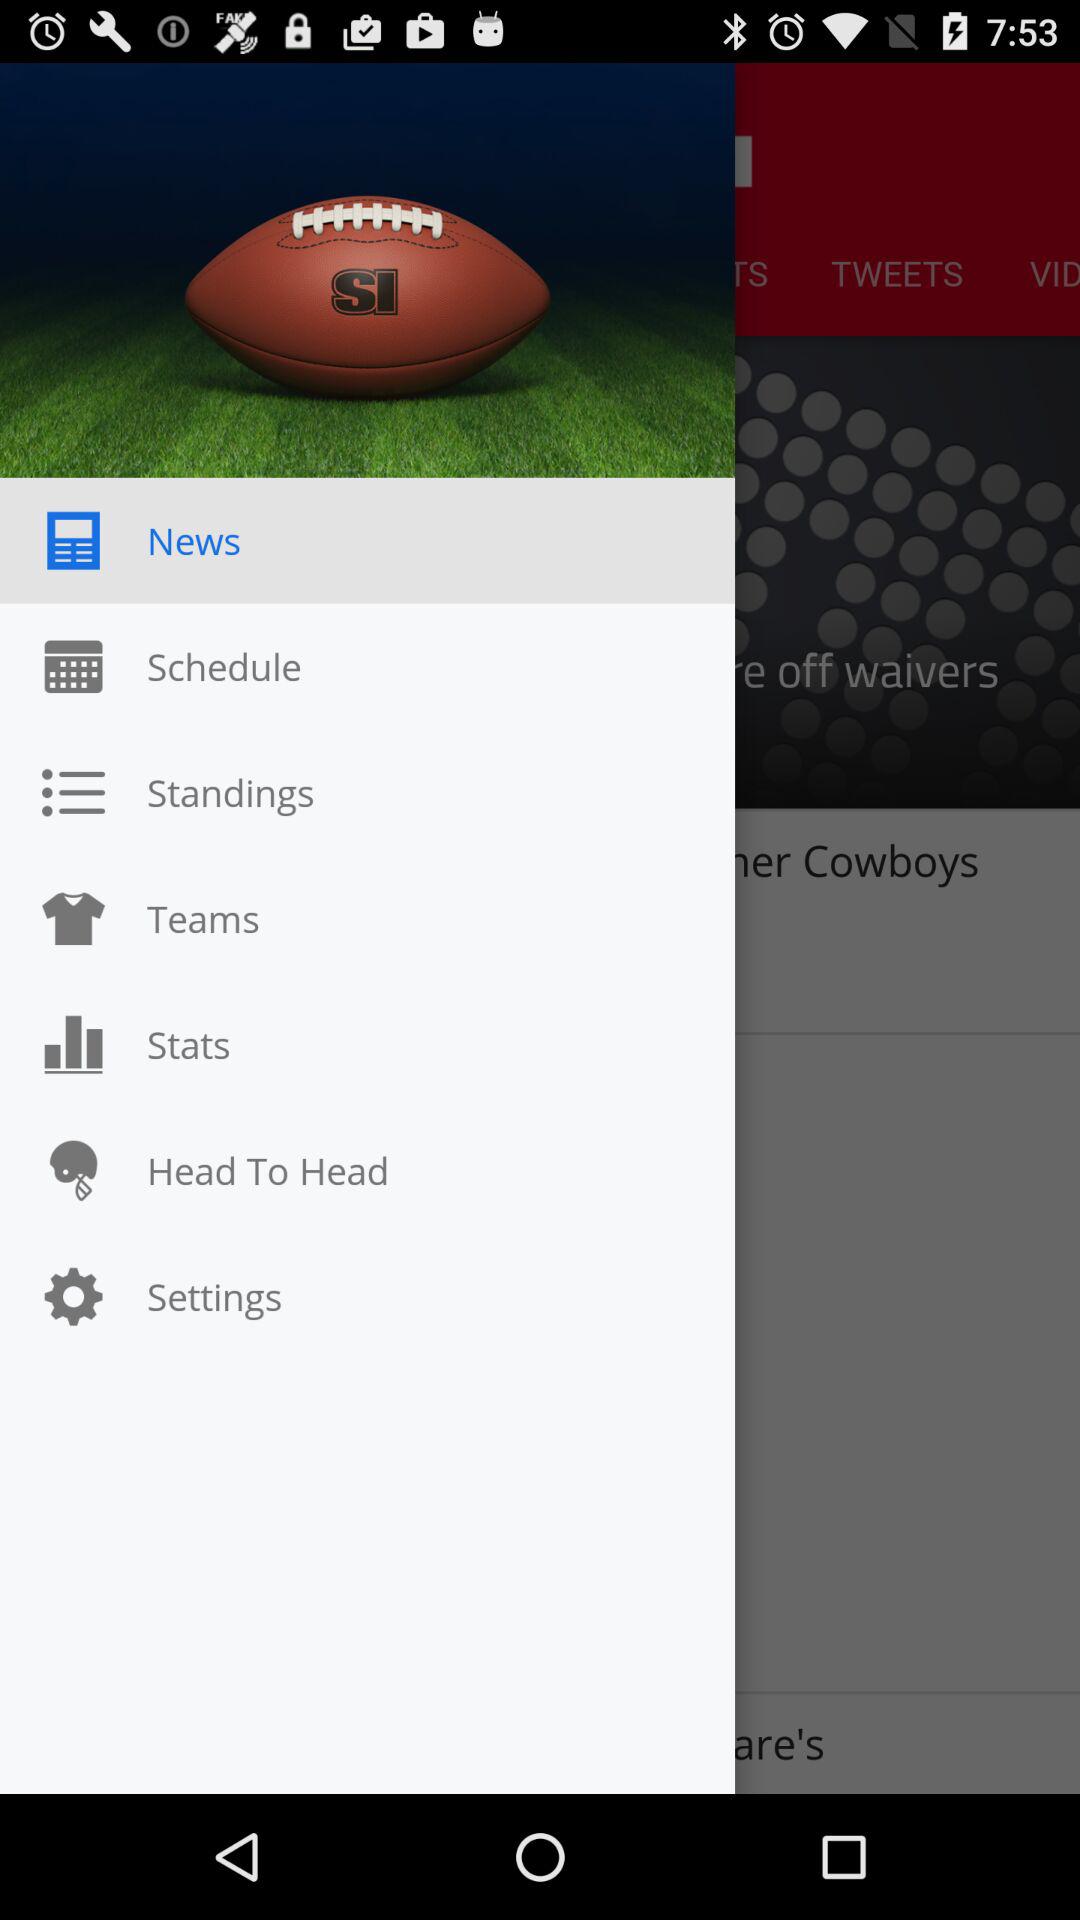 FAKE
7:53
SI
TS TWEETS VID
News
Schedule
re off waivers
Standings
ner Cowboys
Teams
Stats
Head To Head
Settings
are's